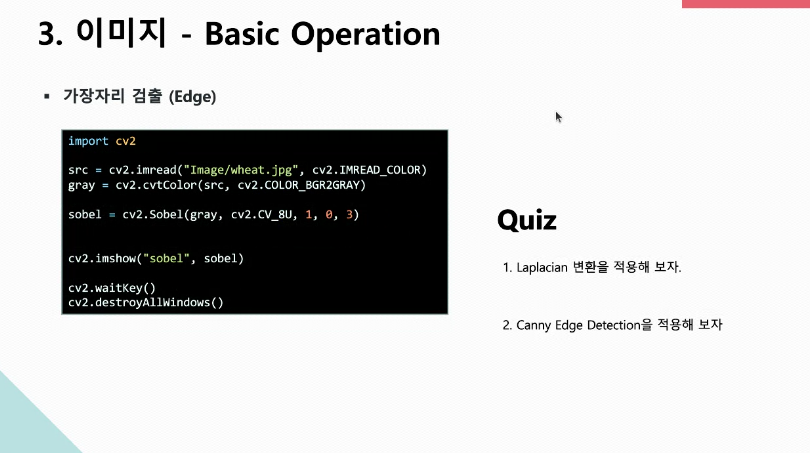 3. 이미지 - Basic Operation
▪ 가장자리 검출 (Edge)
import cv2
src = cv2.imread("Image/wheat.jpg", cv2.IMREAD_COLOR)
gray = cv2.cvtColor(src, cv2.COLOR_BGR2GRAY)
sobel = cv2.Sobel(gray, cv2.CV_8U, 1, 0, 3)
cv2.imshow("sobel", sobel)
cv2.waitKey()
cv2.destroyAllWindows()
Quiz
1. Laplacian 변환을 적용해 보자.
2. Canny Edge Detection을 적용해 보자